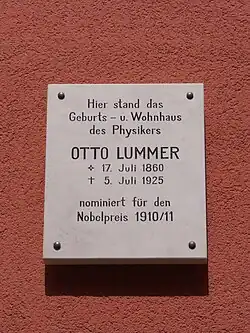 Hier stand das
Geburts - u. Wohnhaus
des Physikers
OTTO LUMMER
✧ 17. Juli 1860
† 5. Juli 1925
nominiert für den
Nobelpreis 1910/11